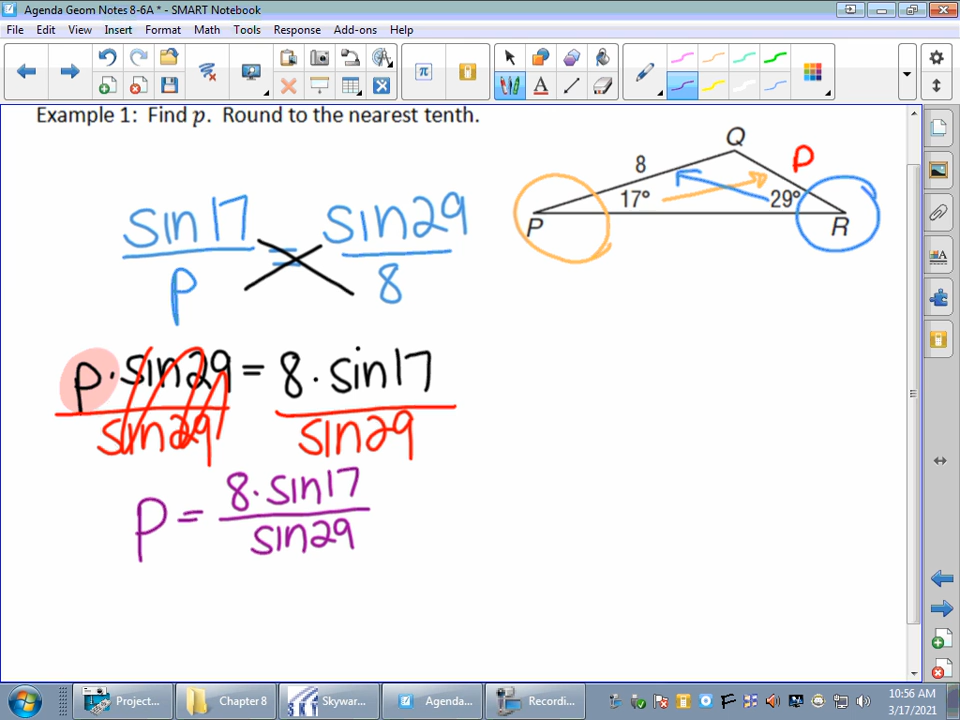 Agenda Geom Notes 8-6A * - SMART Notebook
File Edit View Insert Format Math Tools Response Add-ons Help
Example 1: Find p. Round to the nearest tenth.
Q
P
8
17°
29°
P
R
sin17 = sin29
p 8
p · sin29 = 8 · sin17
sin29 sin29
p = 8 · sin17
sin29
Project... Chapter 8 Skywar... Agenda... Recordi...
10:56 AM
3/17/2021